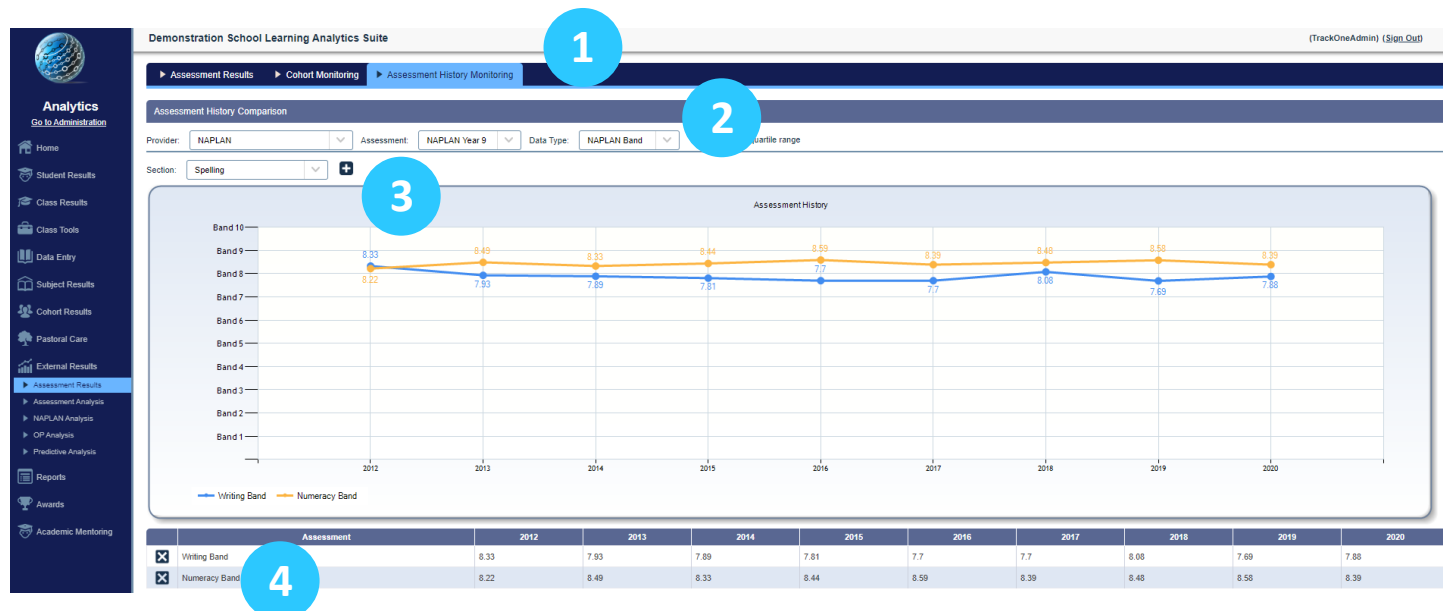 Demonstration School Learning Analytics Suite
(TrackOneAdmin) (Sign Out)
1
Assessment Results Cohort Monitoring Assessment History Monitoring
Analytics
Go to Administration
Home
Student Results
Class Results
Class Tools
Data Entry
Subject Results
Cohort Results
Pastoral Care
External Results
Assessment Results
Assessment Analysis
NAPLAN Analysis
OP Analysis
Predictive Analysis
Reports
Awards
Academic Mentoring
Assessment History Comparison
2
Provider: NAPLAN Assessment: NAPLAN Year 9 Data Type: NAPLAN Band range
Section: Spelling
3
Assessment History
Band 10
Band 9
Band 8
Band 7
Band 6
Band 5
Band 4
Band 3
Band 2
Band 1
8.33 8.49 8.33 8.44 8.59 8.39 8.48 8.58 8.39
8.22 7.93 7.89 7.81 7.7 7.7 8.08 7.69 7.88
2012 2013 2014 2015 2016 2017 2018 2019 2020
Writing Band Numeracy Band
Assessment 2012 2013 2014 2015 2016 2017 2018 2019 2020
Writing Band 8.33 7.93 7.89 7.81 7.7 7.7 8.08 7.69 7.88
Numeracy Band 8.22 8.49 8.33 8.44 8.59 8.39 8.48 8.58 8.39
4